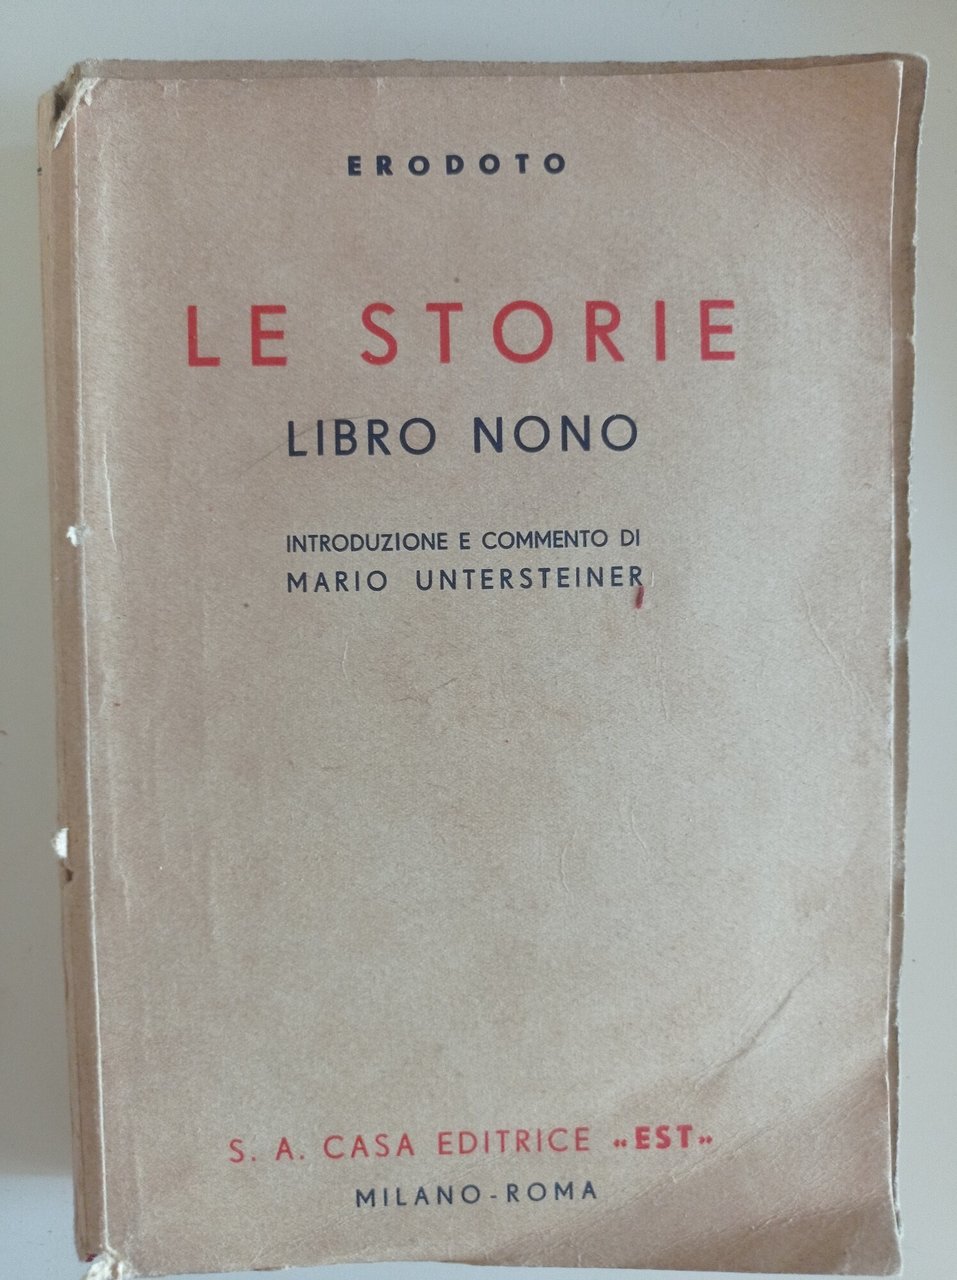 ERODOTO
LE STORIE
LIBRO NONO
INTRODUZIONE E COMMENTO DI
MARIO UNTERSTEINER
S. A. CASA EDITRICE «EST»
MILANO-ROMA